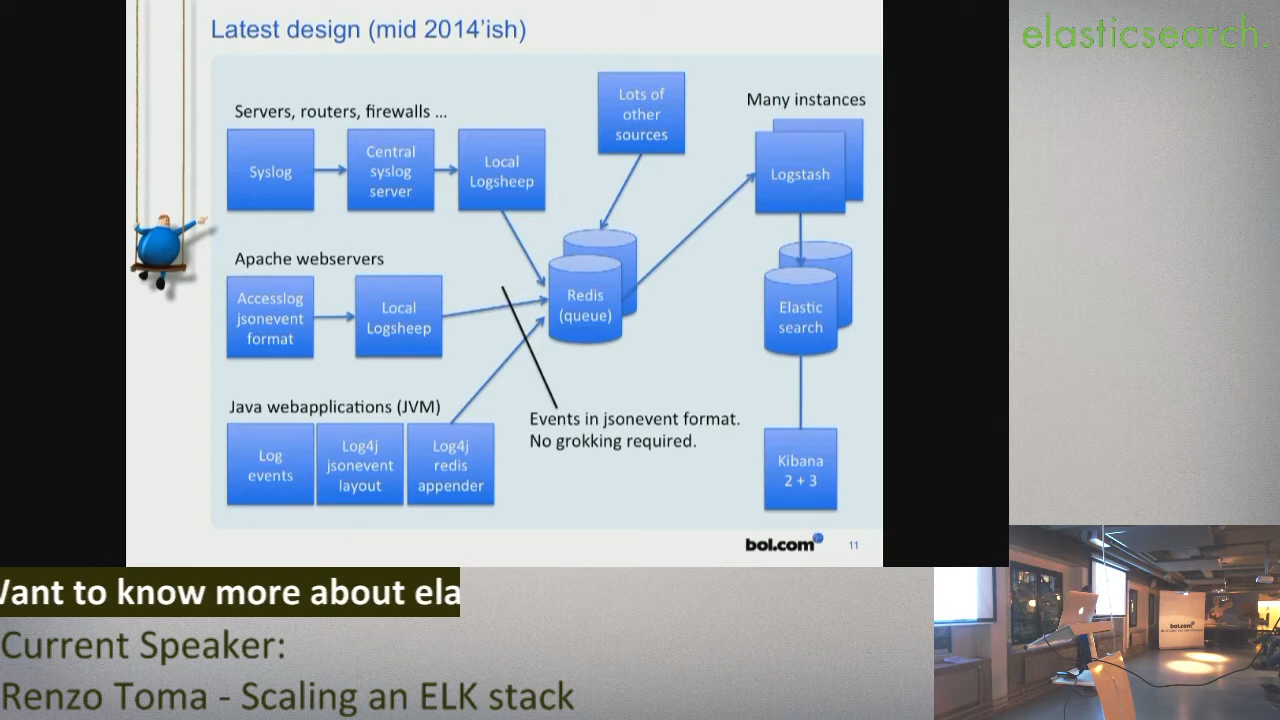 Latest design (mid 2014'ish)
elasticsearch.
Servers, routers, firewalls ...
Syslog
Central
syslog
server
Local
Logsheep
Lots of
other
sources
Many instances
Logstash
Apache webservers
Accesslog
jsonevent
format
Local
Logsheep
Redis
(queue)
Elastic
search
Java webapplications (JVM)
Log
events
Log4j
jsonevent
layout
Log4j
redis
appender
Events in jsonevent format.
No grokking required.
Kibana
2 + 3
bol.com
11
Want to know more about ela
Current Speaker:
Renzo Toma - Scaling an ELK stack
bol.com